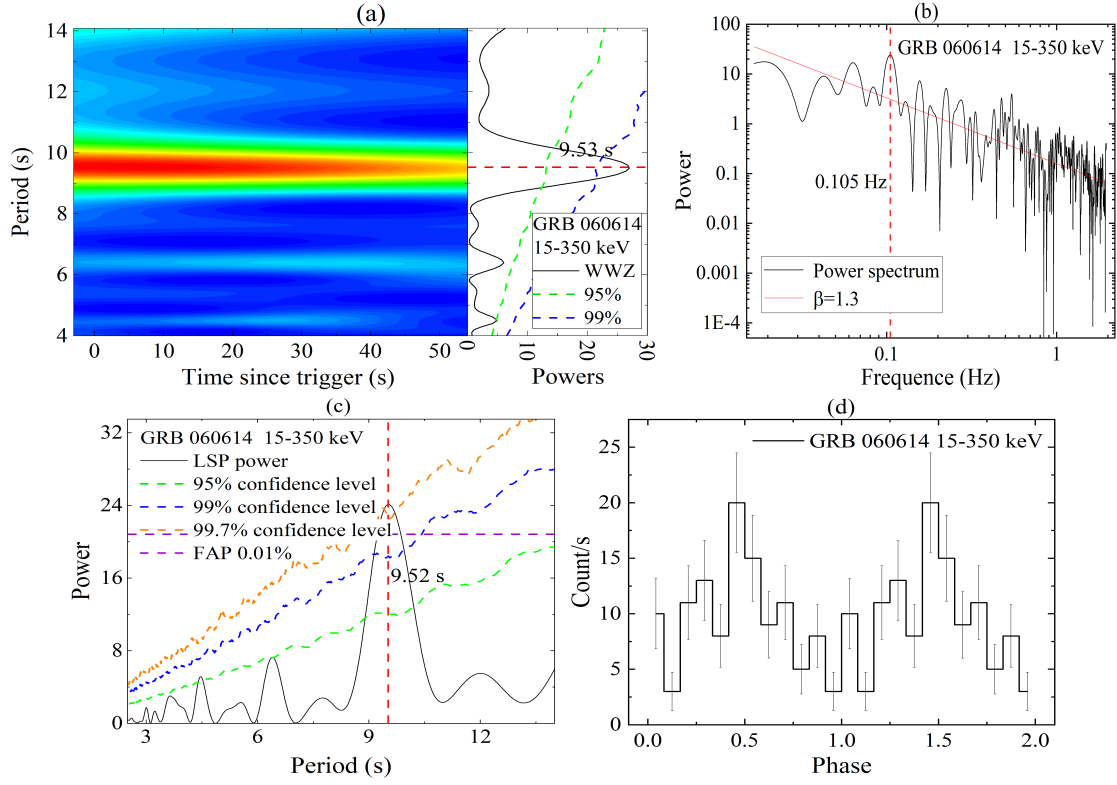 (a)
14
12
10
8
6
4
Period (s)
0
10
20
30
40
50
Time since trigger (s)
9.53 s
GRB 060614
15-350 keV
WWZ
95%
99%
0
10
20
30
Powers
(b)
Power
100
10
1
0.1
0.01
0.001
1E-4
GRB 060614 15-350 keV
0.105 Hz
Power spectrum
β=1.3
0.1
1
Frequence (Hz)
(c)
32
24
16
8
0
Power
GRB 060614 15-350 keV
LSP power
95% confidence level
99% confidence level
99.7% confidence level
FAP 0.01%
9.52 s
3
6
9
12
Period (s)
(d)
GRB 060614 15-350 keV
25
20
15
10
5
0
Count/s
0.0
0.5
1.0
1.5
2.0
Phase